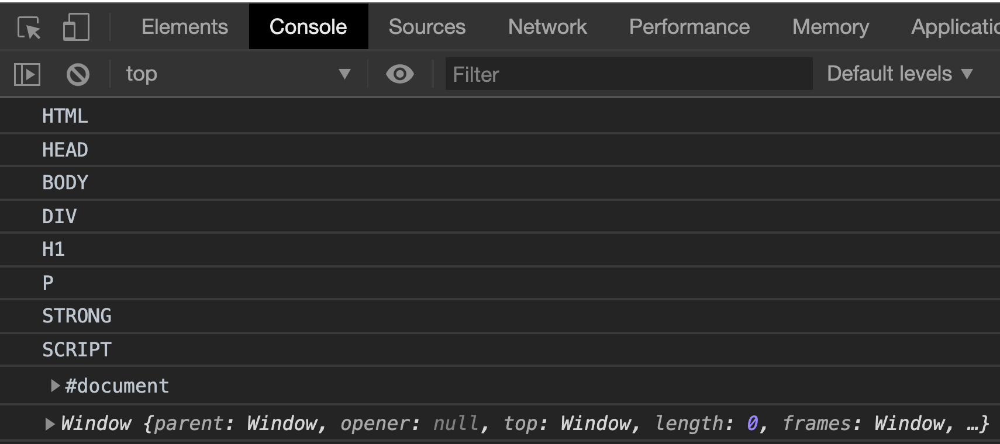 Elements Console Sources Network Performance Memory Applicatio
top Filter Default levels
HTML
HEAD
BODY
DIV
H1
P
STRONG
SCRIPT
#document
Window {parent: Window, opener: null, top: Window, length: 0, frames: Window, …}